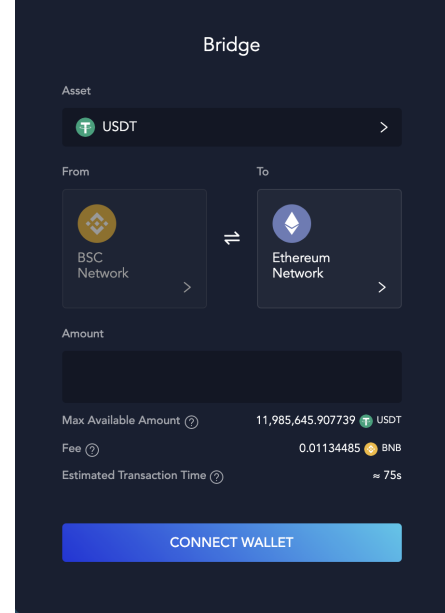 Bridge
Asset
USDT
From
To
BSC
Network
Ethereum
Network
Amount
Max Available Amount ? 11,985,645.907739 USDT
Fee ? 0.01134485 BNB
Estimated Transaction Time ? ≈ 75s
CONNECT WALLET